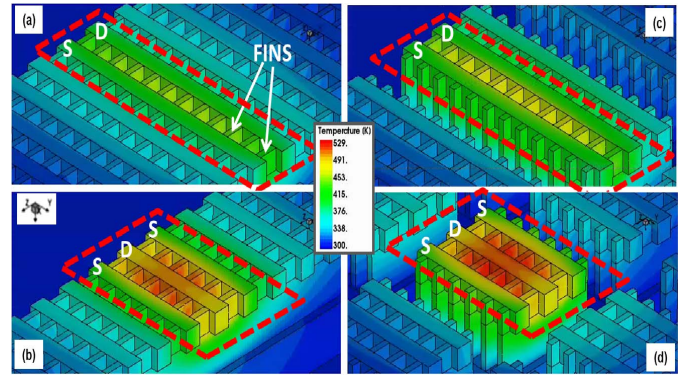 (a)
S
D
FINS
(c)
S
D
Temperature (K)
529.
491.
453.
415.
376.
338.
300.
Z
Y
S
D
S
(b)
S
D
S
(d)